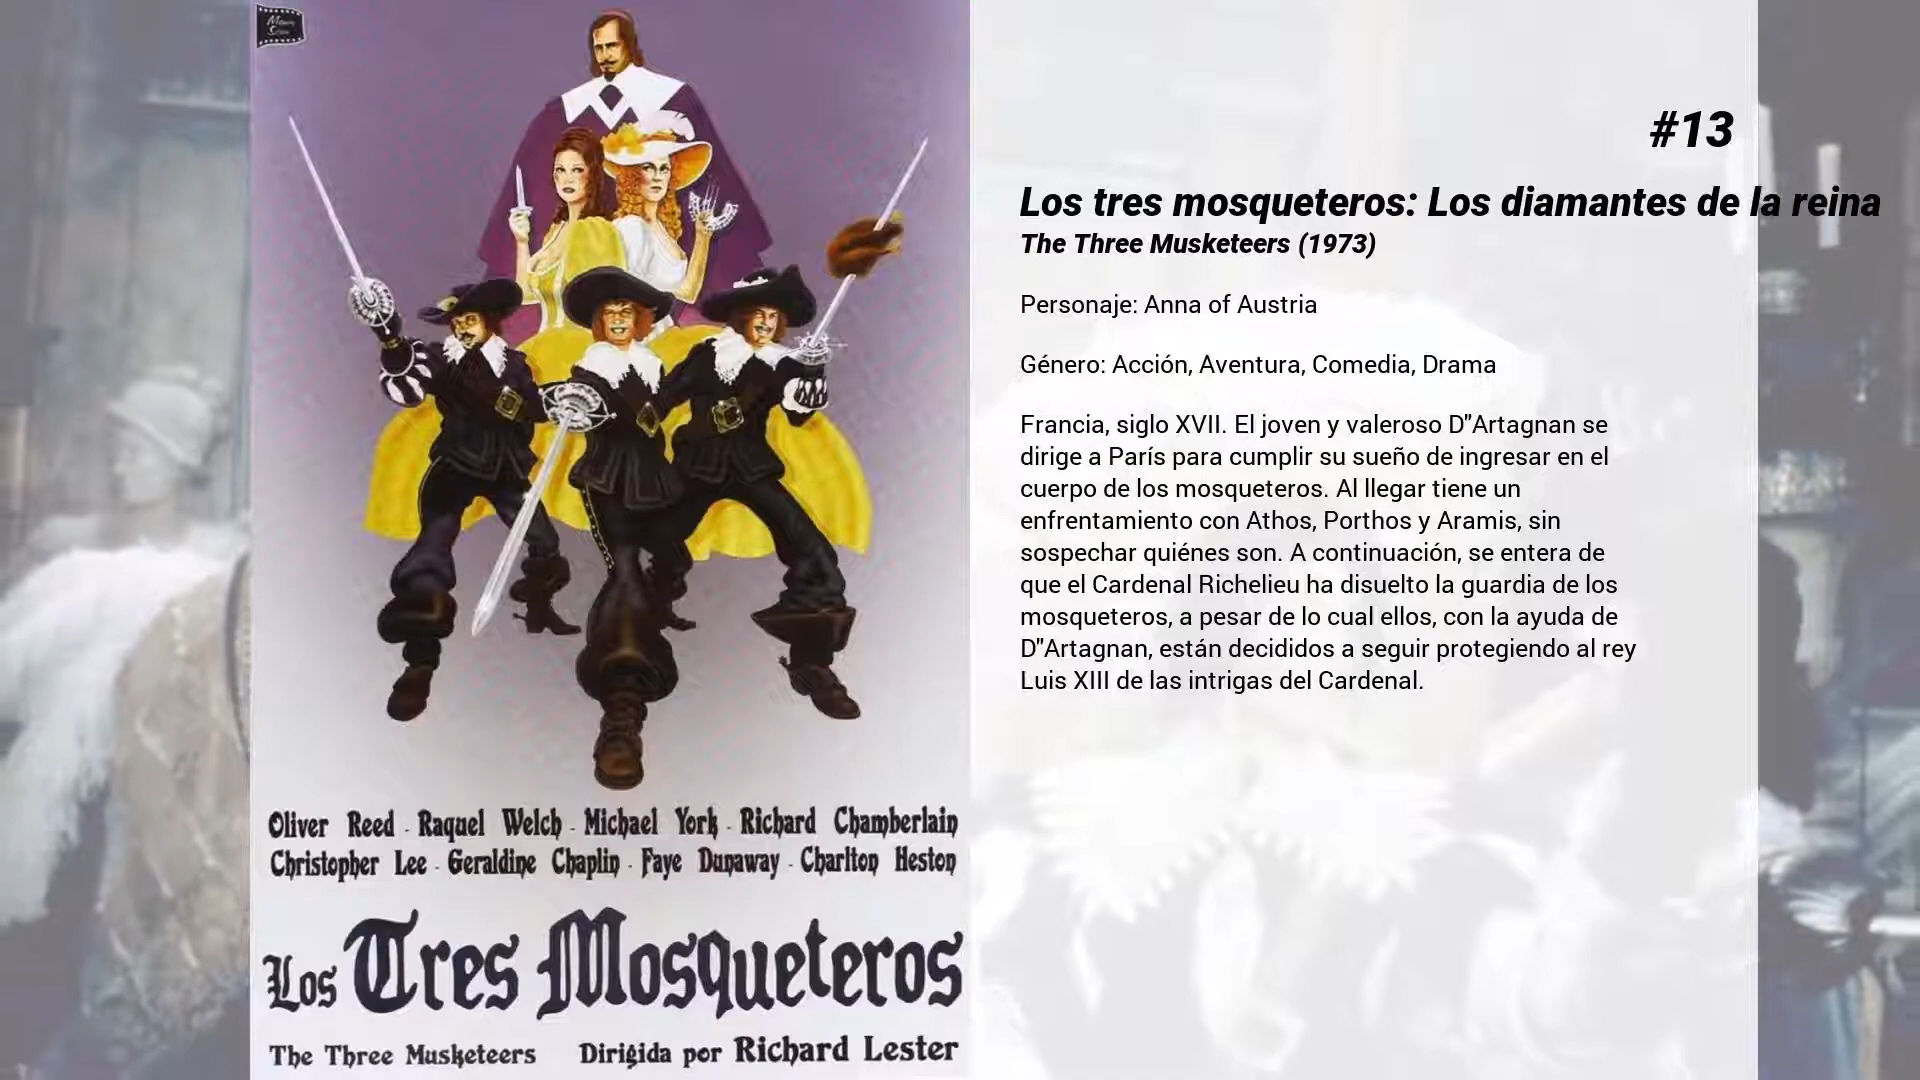 #13
Los tres mosqueteros: Los diamantes de la reina
The Three Musketeers (1973)
Personaje: Anna of Austria
Género: Acción, Aventura, Comedia, Drama
Francia, siglo XVII. El joven y valeroso D"Artagnan se
dirige a París para cumplir su sueño de ingresar en el
cuerpo de los mosqueteros. Al llegar tiene un
enfrentamiento con Athos, Porthos y Aramis, sin
sospechar quiénes son. A continuación, se entera de
que el Cardenal Richelieu ha disuelto la guardia de los
mosqueteros, a pesar de lo cual ellos, con la ayuda de
D"Artagnan, están decididos a seguir protegiendo al rey
Luis XIII de las intrigas del Cardenal.
Oliver Reed - Raquel Welch - Michael York - Richard Chamberlain
Christopher Lee - Geraldine Chaplin - Faye Dunaway - Charlton Heston
Los Tres Mosqueteros
The Three Musketeers Dirigida por Richard Lester